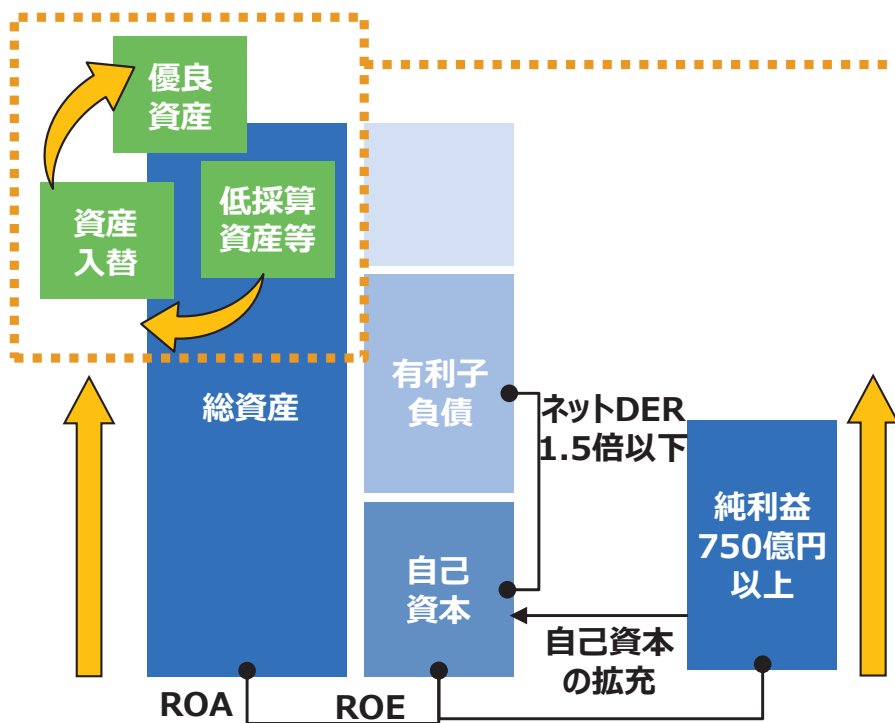 優良
資産
資産
入替
低採算
資産等
総資産
有利子
負債
ネットDER
1.5倍以下
自己
資本
純利益
750億円
以上
自己資本
の拡充
ROA
ROE